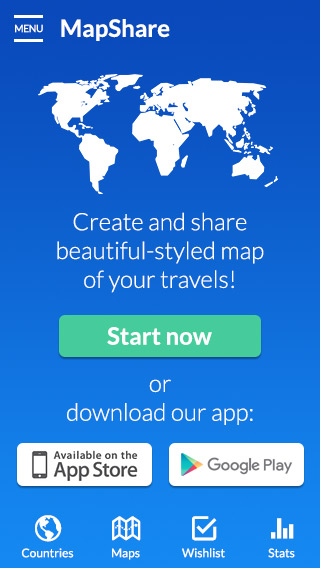 MENU
MapShare
Create and share
beautiful-styled map
of your travels!
Start now
or
download our app:
Available on the
App Store
Google Play
Countries
Maps
Wishlist
Stats